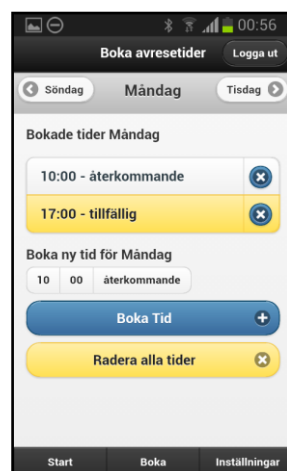 00:56
Boka avresetider
Logga ut
Söndag
Måndag
Tisdag
Bokade tider Måndag
10:00 - återkommande
17:00 - tillfällig
Boka ny tid för Måndag
10 00 återkommande
Boka Tid
Radera alla tider
Start Boka Inställningar